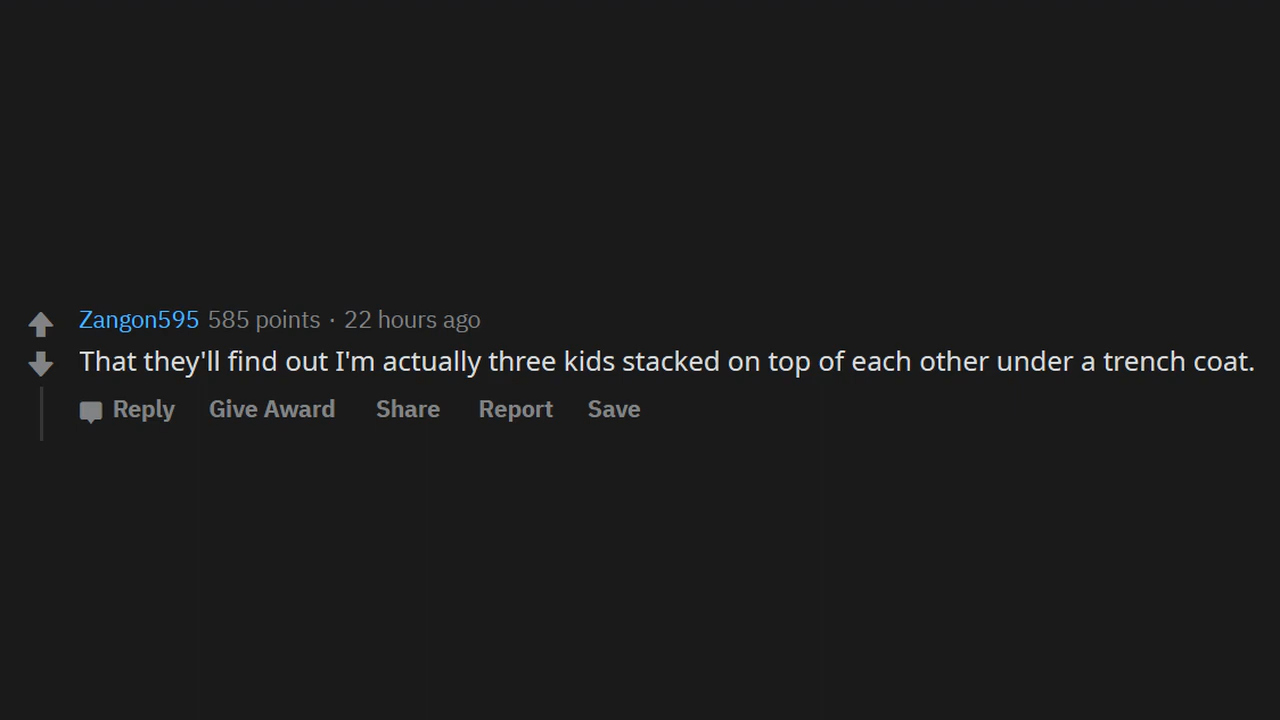 Zangon595 585 points · 22 hours ago
That they'll find out I'm actually three kids stacked on top of each other under a trench coat.
Reply Give Award Share Report Save